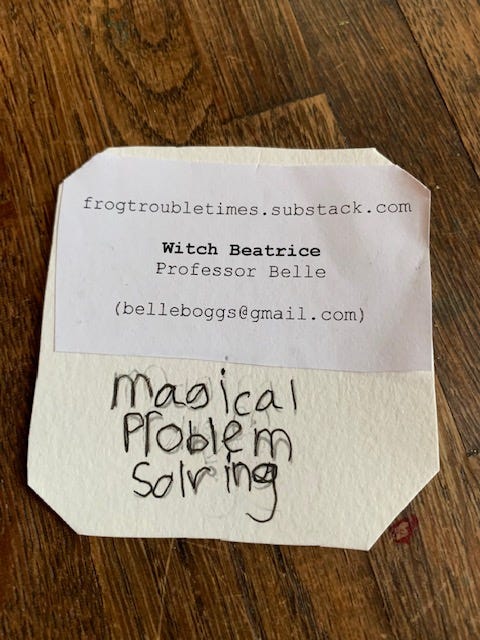 frogtroubletimes.substack.com
Witch Beatrice
Professor Belle
(belleboggs@gmail.com)
magical
Problem
Solving